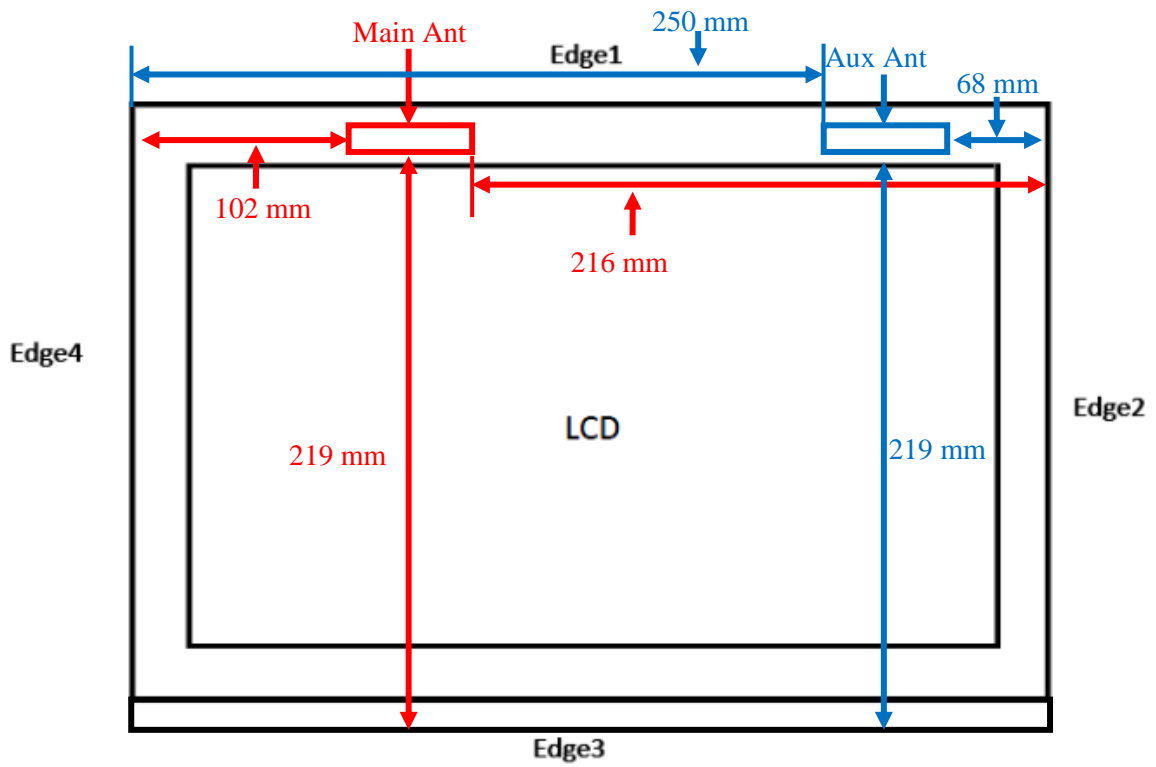 250 mm
Main Ant
Edge1
Aux Ant
68 mm
102 mm
216 mm
Edge4
Edge2
LCD
219 mm
219 mm
Edge3